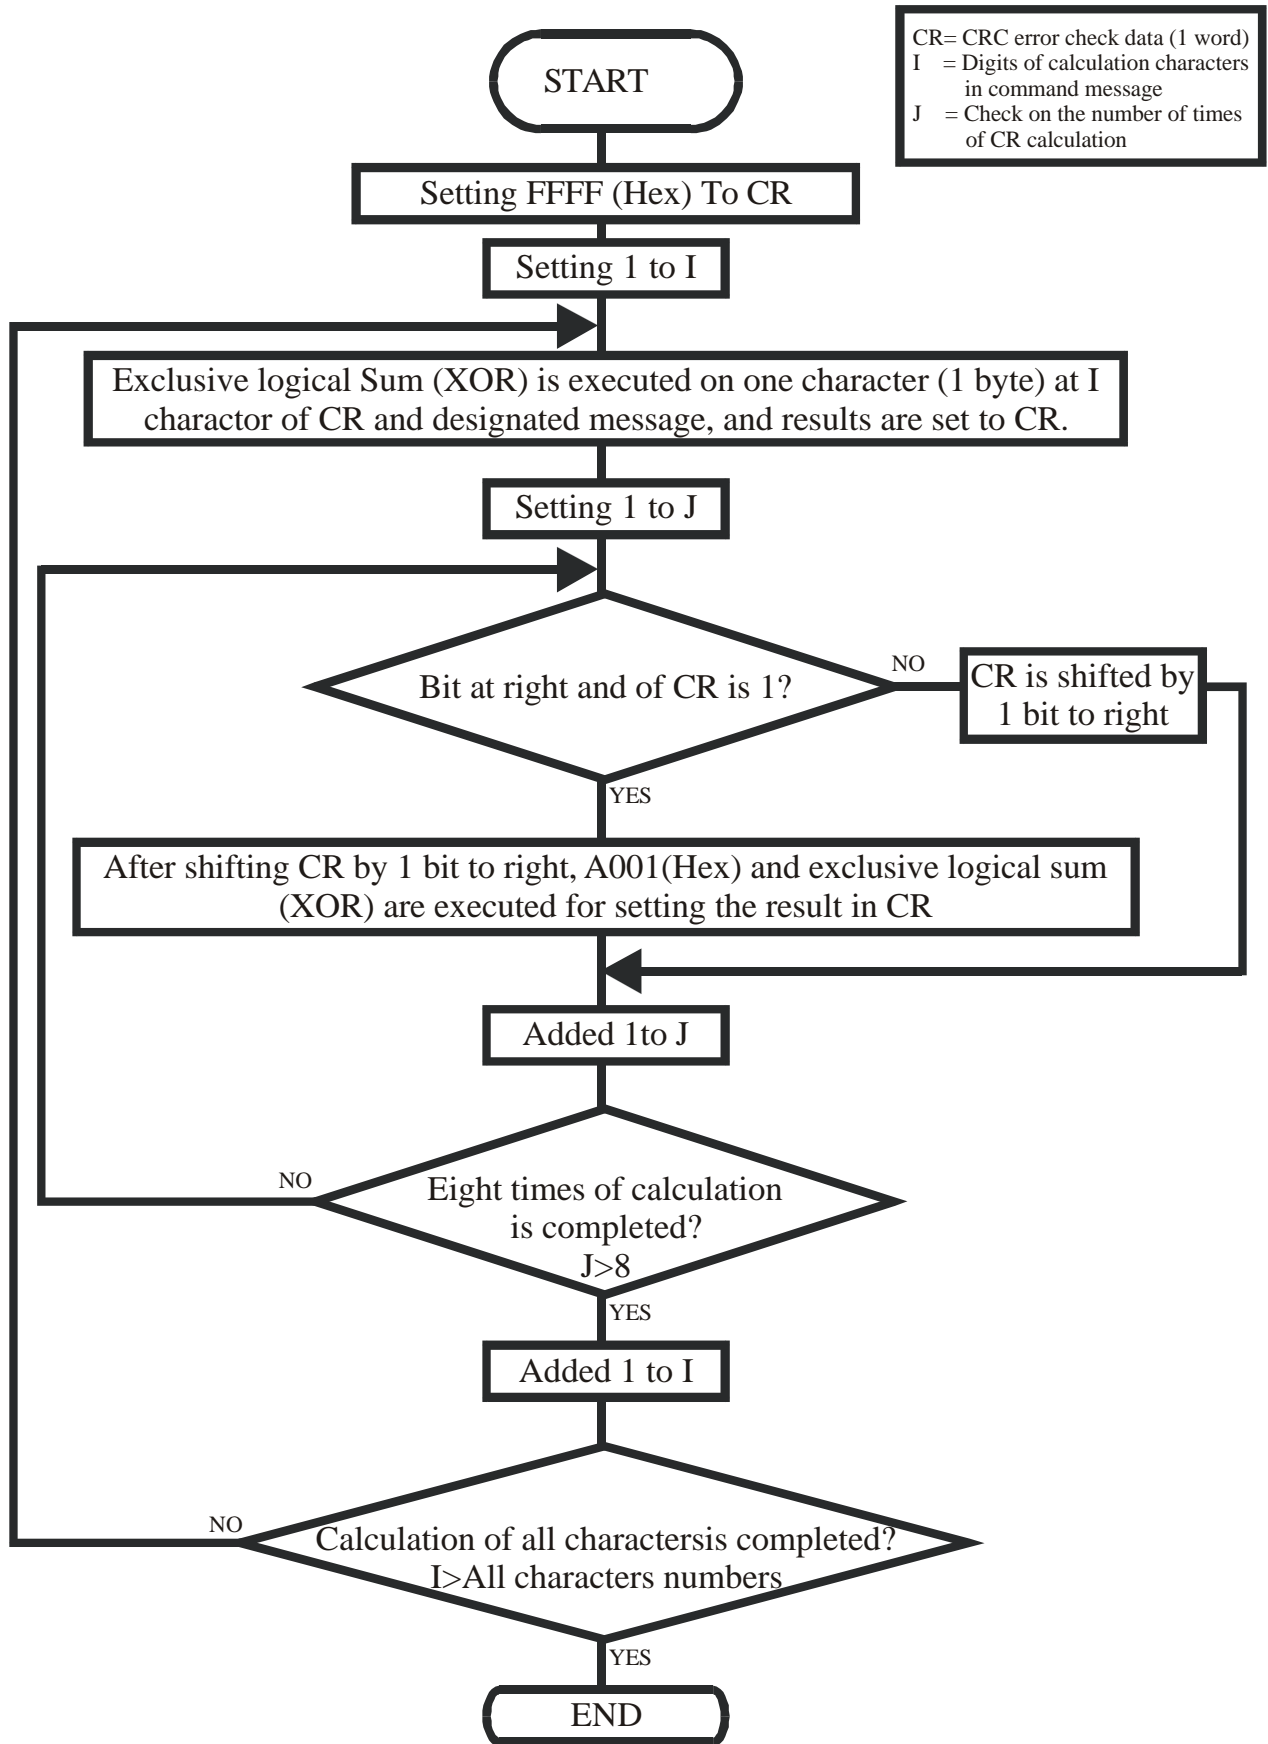 CR= CRC error check data (1 word)
I = Digits of calculation characters
in command message
J = Check on the number of times
of CR calculation
START
Setting FFFF (Hex) To CR
Setting 1 to I
Exclusive logical Sum (XOR) is executed on one character (1 byte) at I
charactor of CR and designated message, and results are set to CR.
Setting 1 to J
Bit at right and of CR is 1?
NO
CR is shifted by
1 bit to right
YES
After shifting CR by 1 bit to right, A001(Hex) and exclusive logical sum
(XOR) are executed for setting the result in CR
Added 1to J
NO
Eight times of calculation
is completed?
J>8
YES
Added 1 to I
NO
Calculation of all charactersis completed?
I>All characters numbers
YES
END